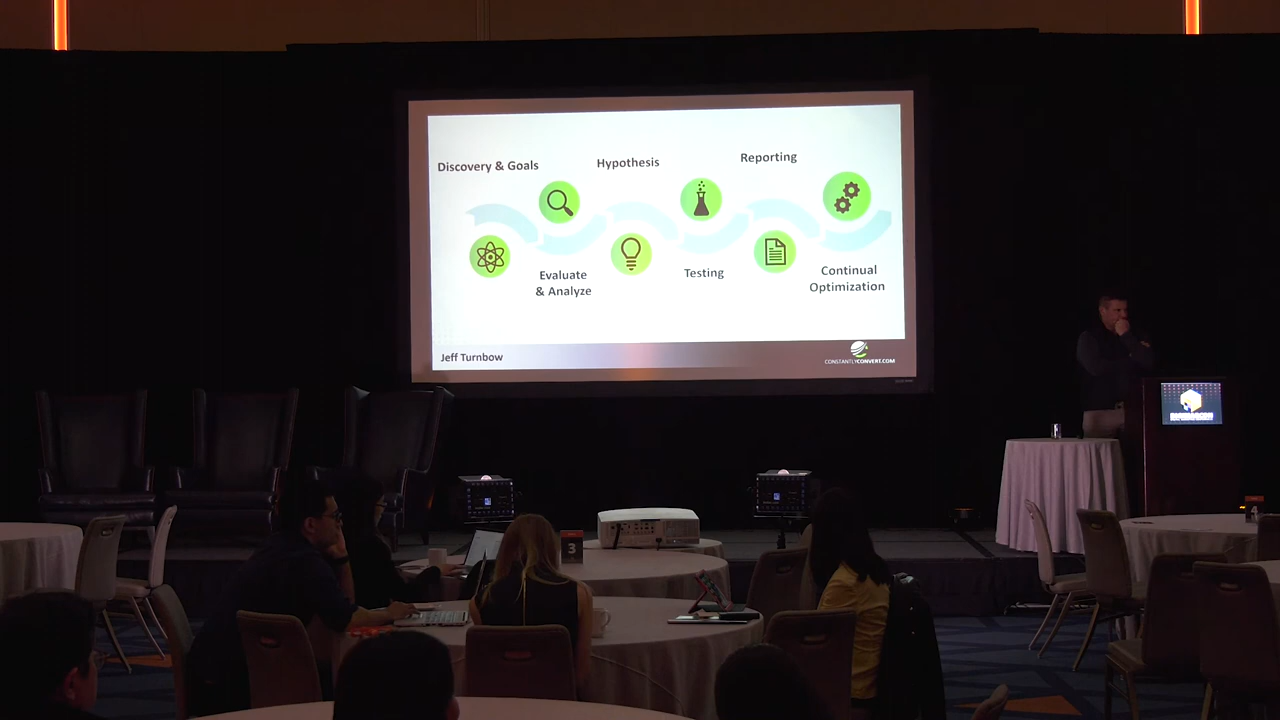 Discovery & Goals
Hypothesis
Reporting
Evaluate
& Analyze
Testing
Continual
Optimization
Jeff Turnbow
CONSTANTLYCONVERT.COM
3